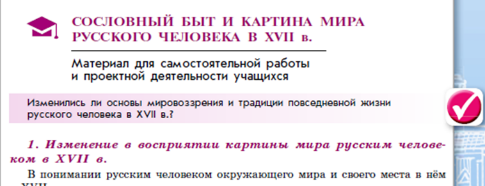 СОСЛОВНЫЙ БЫТ И КАРТИНА МИРА
РУССКОГО ЧЕЛОВЕКА В XVII в.
Материал для самостоятельной работы
и проектной деятельности учащихся
Изменились ли основы мировоззрения и традиции повседневной жизни
русского человека в XVII в.?
1. Изменение в восприятии картины мира русским челове-
ком в XVII в.
В понимании русским человеком окружающего мира и своего места в нём